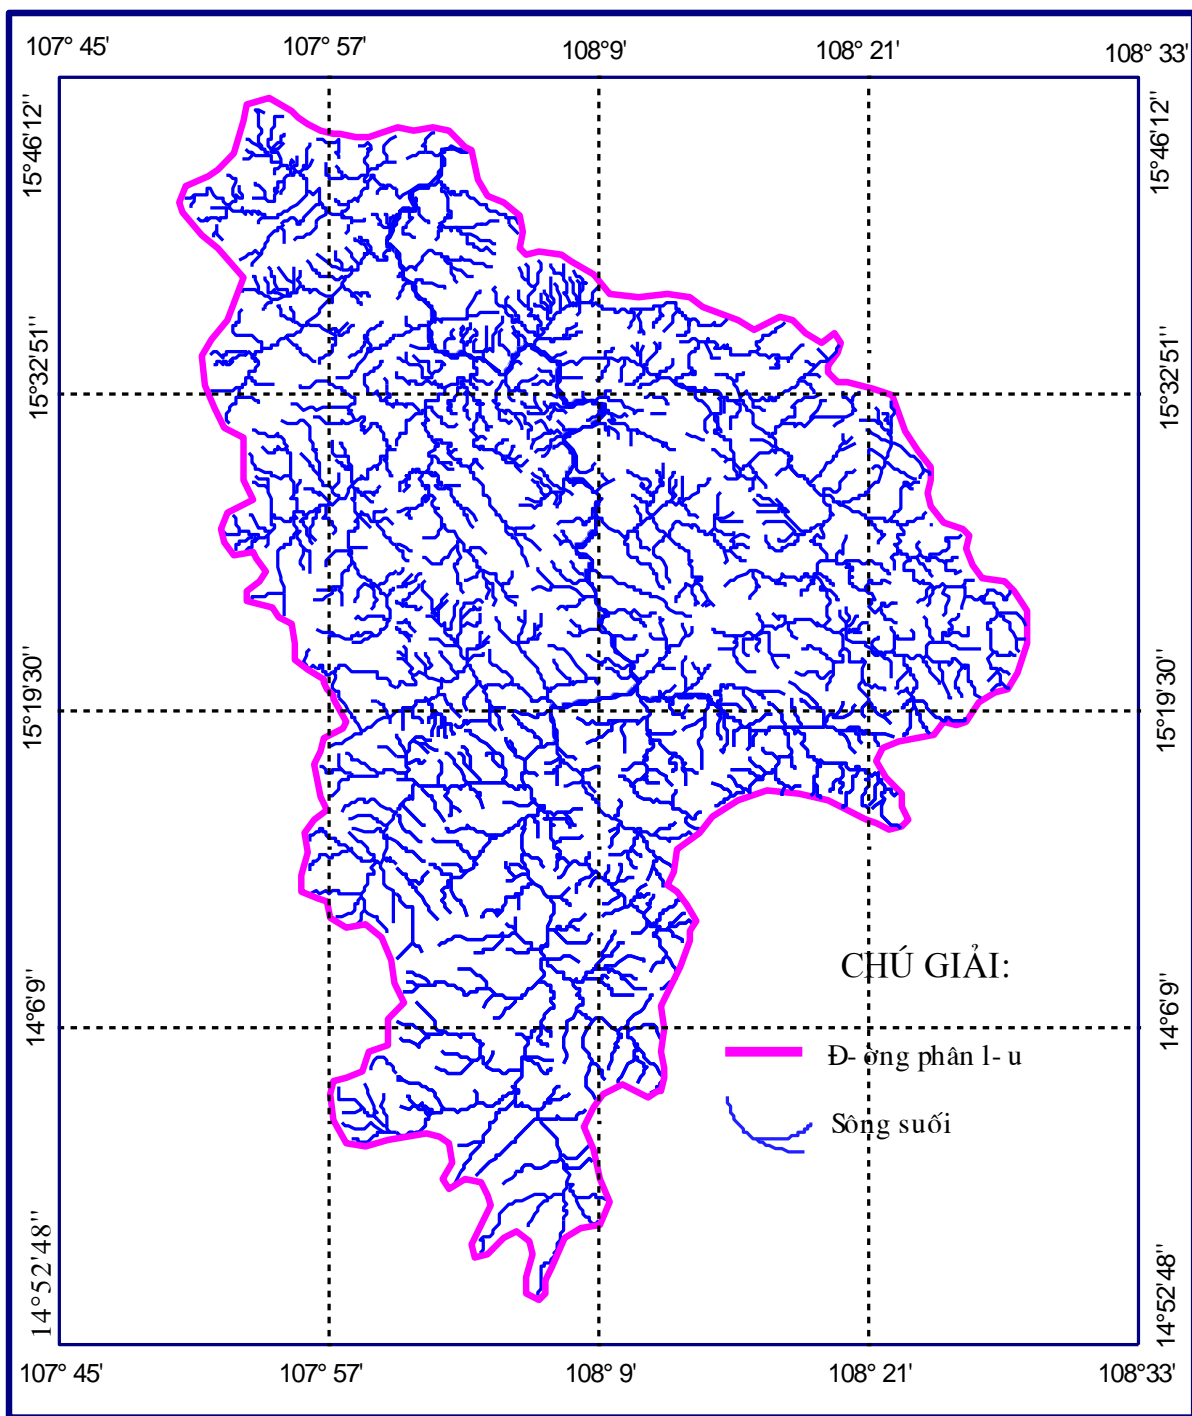 107° 45' 107° 57' 108°9' 108° 21' 108° 33'
15°46'12"
15°46'12"
15°32'51"
15°32'51"
15°19'30"
15°19'30"
CHÚ GIẢI:
14°6'9"
14°6'9"
Đ- ờng phân l- u
Sông suối
14°52'48"
14°52'48"
107° 45' 107° 57' 108° 9' 108° 21' 108°33'